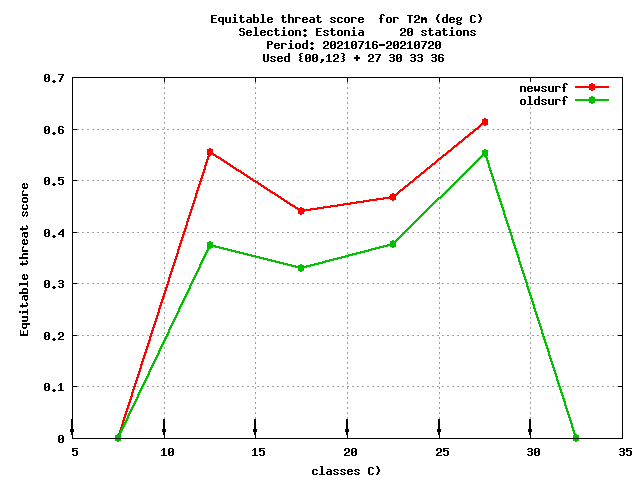 Equitable threat score  for T2m (deg C)
Selection: Estonia     20 stations
Period: 20210716-20210720
Used {00,12} + 27 30 33 36
newsurf
oldsurf
Equitable threat score
0.7
0.6
0.5
0.4
0.3
0.2
0.1
0
5 10 15 20 25 30 35
classes C)